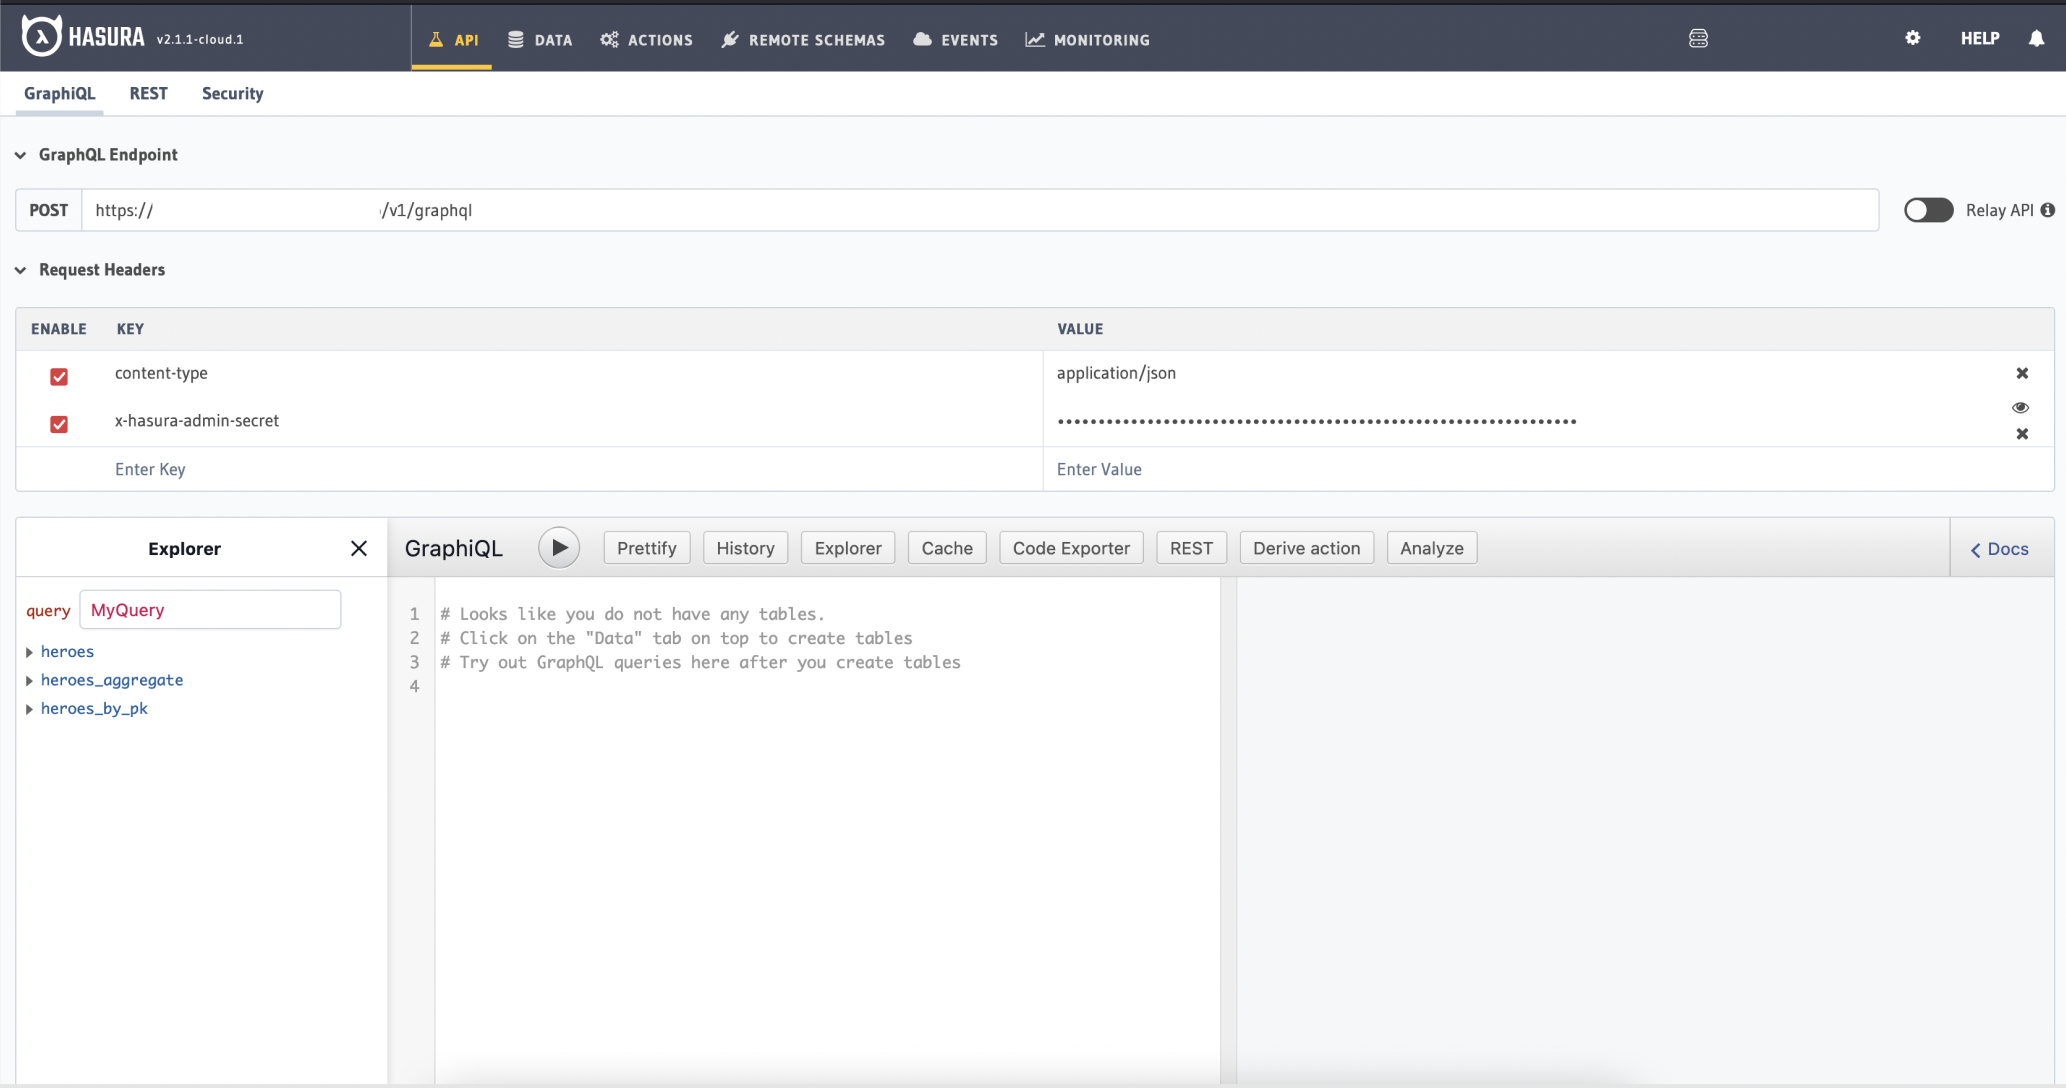 HASURA v2.1.1-cloud.1 API DATA ACTIONS REMOTE SCHEMAS EVENTS MONITORING HELP
GraphiQL REST Security
GraphQL Endpoint
POST https:// /v1/graphql Relay API
Request Headers
ENABLE KEY VALUE
content-type application/json
x-hasura-admin-secret ••••••••••••••••••••••••••••••••••••••••••••••••••••••••••••••••
Enter Key Enter Value
Explorer GraphiQL Prettify History Explorer Cache Code Exporter REST Derive action Analyze Docs
query MyQuery
heroes
heroes_aggregate
heroes_by_pk
1 # Looks like you do not have any tables.
2 # Click on the "Data" tab on top to create tables
3 # Try out GraphQL queries here after you create tables
4